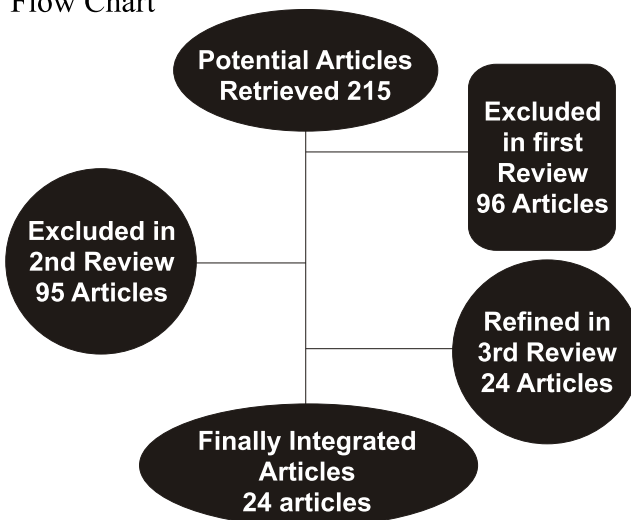 Flow Chart
Potential Articles
Retrieved 215
Excluded
in first
Review
96 Articles
Excluded in
2nd Review
95 Articles
Refined in
3rd Review
24 Articles
Finally Integrated
Articles
24 articles